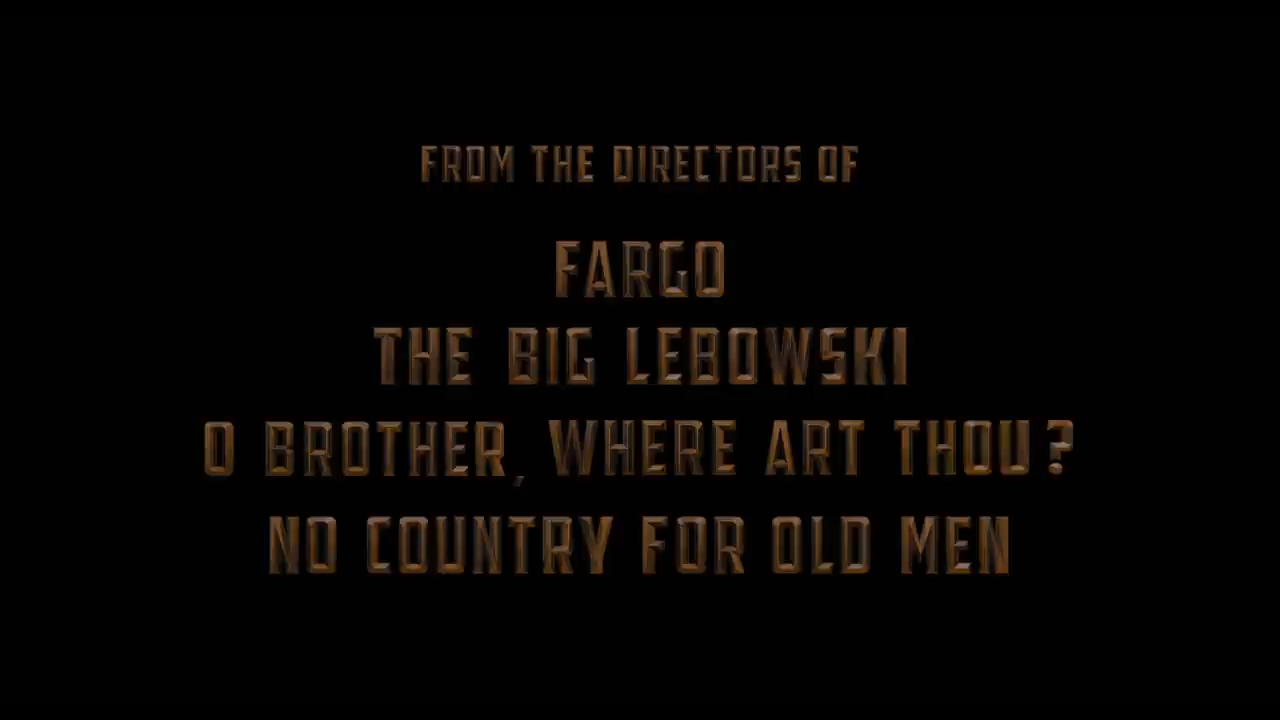 FROM THE DIRECTORS OF
FARGO
THE BIG LEBOWSKI
O BROTHER, WHERE ART THOU?
NO COUNTRY FOR OLD MEN